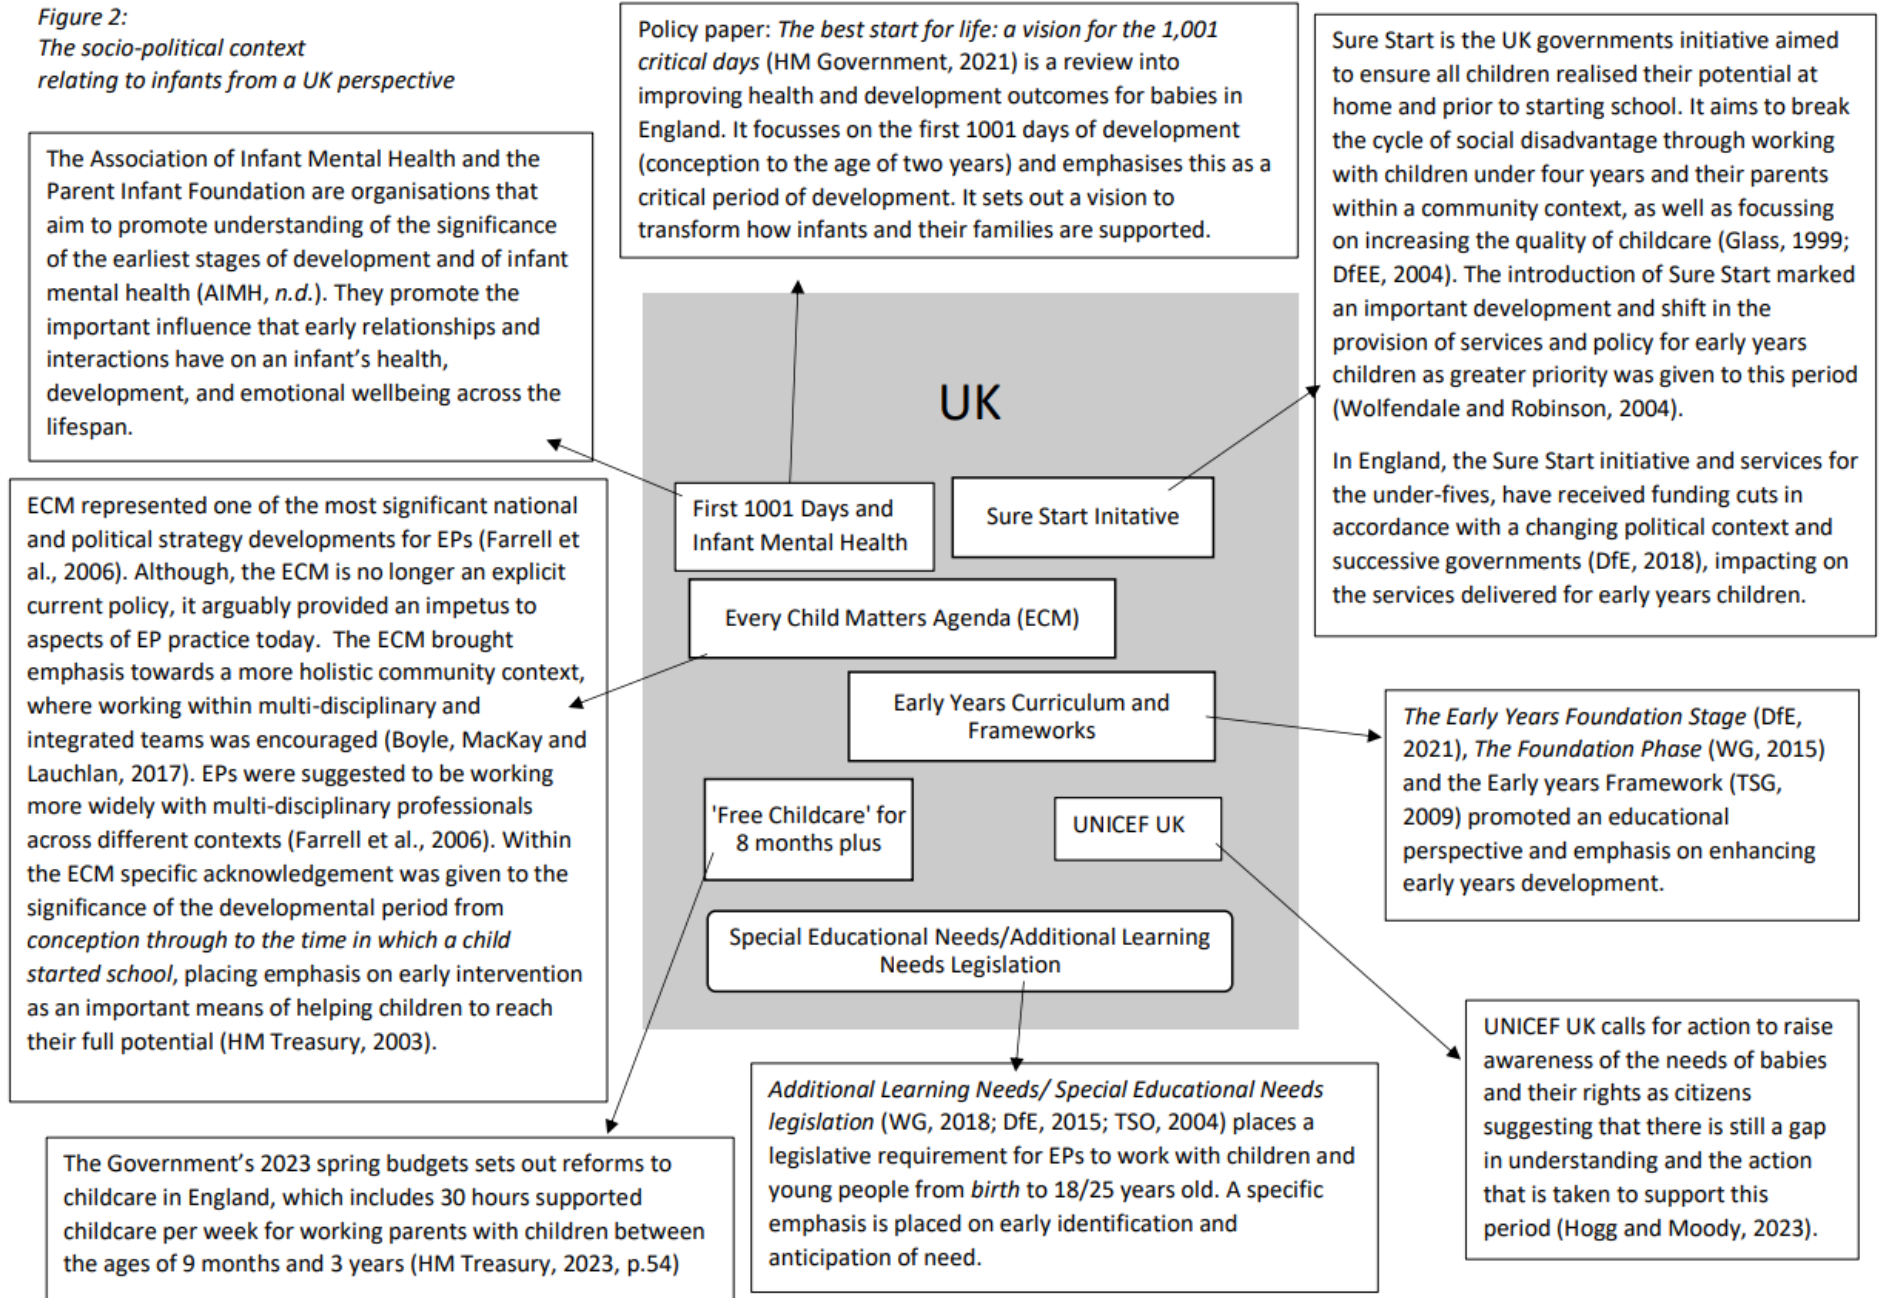 Figure 2:
The socio-political context
relating to infants from a UK perspective
The Association of Infant Mental Health and the
Parent Infant Foundation are organisations that
aim to promote understanding of the significance
of the earliest stages of development and of infant
mental health (AIMH, n.d.). They promote the
important influence that early relationships and
interactions have on an infant's health,
development, and emotional wellbeing across the
lifespan.
Policy paper: The best start for life: a vision for the 1,001
critical days (HM Government, 2021) is a review into
improving health and development outcomes for babies in
England. It focusses on the first 1001 days of development
(conception to the age of two years) and emphasises this as a
critical period of development. It sets out a vision to
transform how infants and their families are supported.
Sure Start is the UK governments initiative aimed
to ensure all children realised their potential at
home and prior to starting school. It aims to break
the cycle of social disadvantage through working
with children under four years and their parents
within a community context, as well as focussing
on increasing the quality of childcare (Glass, 1999;
DfEE, 2004). The introduction of Sure Start marked
an important development and shift in the
provision of services and policy for early years
children as greater priority was given to this period
(Wolfendale and Robinson, 2004).
In England, the Sure Start initiative and services for
the under-fives, have received funding cuts in
accordance with a changing political context and
successive governments (DfE, 2018), impacting on
the services delivered for early years children.
UK
First 1001 Days and
Infant Mental Health
Sure Start Initative
Every Child Matters Agenda (ECM)
Early Years Curriculum and
Frameworks
'Free Childcare' for
8 months plus
UNICEF UK
Special Educational Needs/Additional Learning
Needs Legislation
ECM represented one of the most significant national
and political strategy developments for EPs (Farrell et
al., 2006). Although, the ECM is no longer an explicit
current policy, it arguably provided an impetus to
aspects of EP practice today. The ECM brought
emphasis towards a more holistic community context,
where working within multi-disciplinary and
integrated teams was encouraged (Boyle, MacKay and
Lauchlan, 2017). EPs were suggested to be working
more widely with multi-disciplinary professionals
across different contexts (Farrell et al., 2006). Within
the ECM specific acknowledgement was given to the
significance of the developmental period from
conception through to the time in which a child
started school, placing emphasis on early intervention
as an important means of helping children to reach
their full potential (HM Treasury, 2003).
The Early Years Foundation Stage (DfE,
2021), The Foundation Phase (WG, 2015)
and the Early years Framework (TSG,
2009) promoted an educational
perspective and emphasis on enhancing
early years development.
UNICEF UK calls for action to raise
awareness of the needs of babies
and their rights as citizens
suggesting that there is still a gap
in understanding and the action
that is taken to support this
period (Hogg and Moody, 2023).
Additional Learning Needs/ Special Educational Needs
legislation (WG, 2018; DfE, 2015; TSO, 2004) places a
legislative requirement for EPs to work with children and
young people from birth to 18/25 years old. A specific
emphasis is placed on early identification and
anticipation of need.
The Government's 2023 spring budgets sets out reforms to
childcare in England, which includes 30 hours supported
childcare per week for working parents with children between
the ages of 9 months and 3 years (HM Treasury, 2023, p.54)